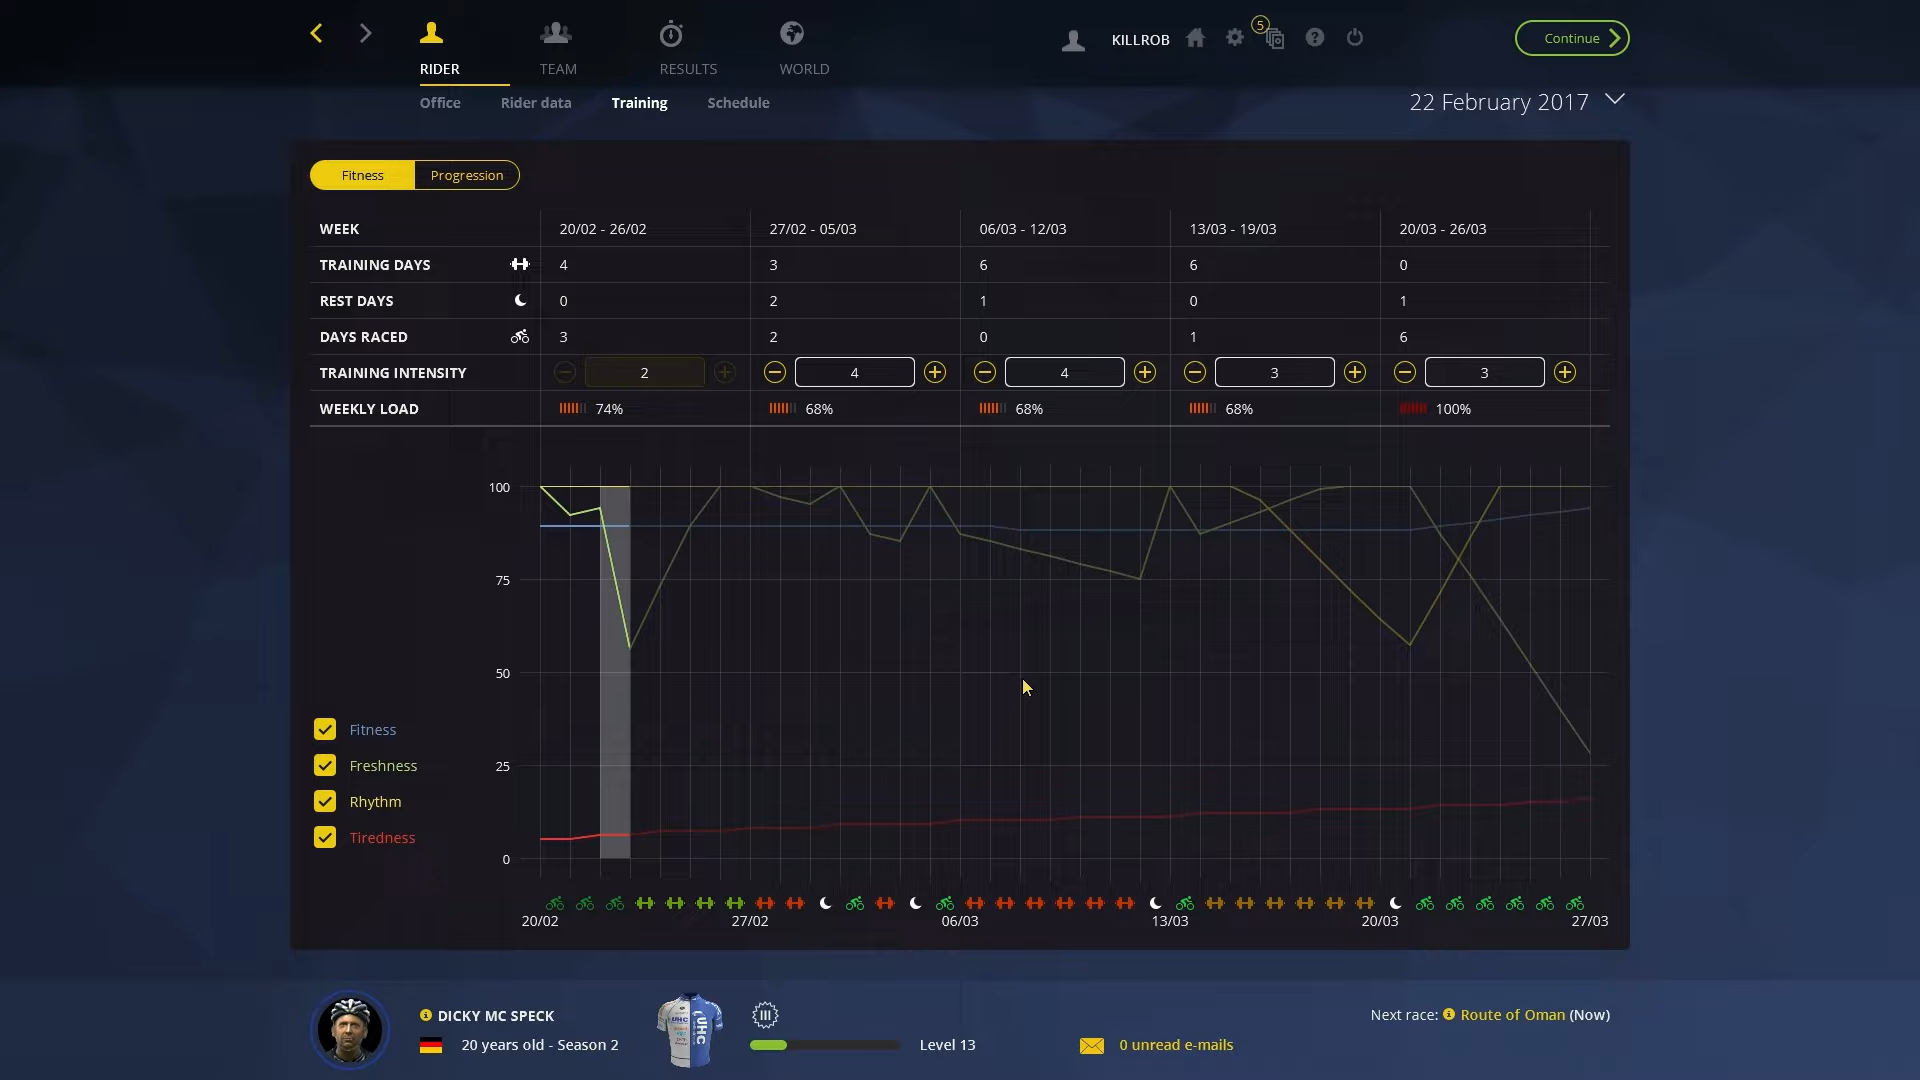 RIDER
TEAM
RESULTS
WORLD
KILLROB
5
Continue
Office
Rider data
Training
Schedule
22 February 2017
Fitness
Progression
WEEK 20/02 - 26/02 27/02 - 05/03 06/03 - 12/03 13/03 - 19/03 20/03 - 26/03
TRAINING DAYS 4 3 6 6 0
REST DAYS 0 2 1 0 1
DAYS RACED 3 2 0 1 6
TRAINING INTENSITY 2 4 4 3 3
WEEKLY LOAD 74% 68% 68% 68% 100%
100
75
50
25
0
Fitness
Freshness
Rhythm
Tiredness
20/02 27/02 06/03 13/03 20/03 27/03
DICKY MC SPECK
20 years old - Season 2
UHC
UHC
III
Level 13
0 unread e-mails
Next race: Route of Oman (Now)